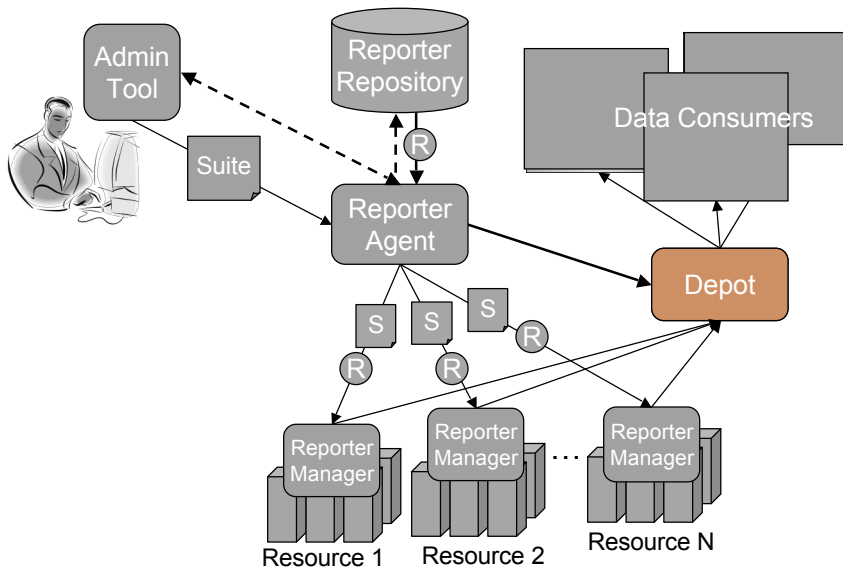 Admin
Tool
Reporter
Repository
Data Consumers
R
Suite
Reporter
Agent
Depot
S
S
S
R
R
R
Reporter
Manager
Reporter
Manager
...
Reporter
Manager
Resource 1
Resource 2
Resource N